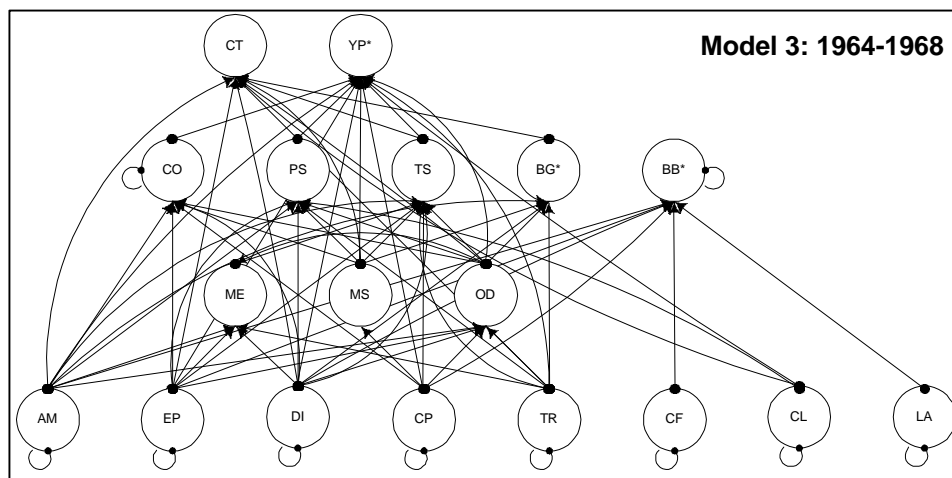 CT YP* Model 3: 1964-1968
CO PS TS BG* BB*
ME MS OD
AM EP DI CP TR CF CL LA